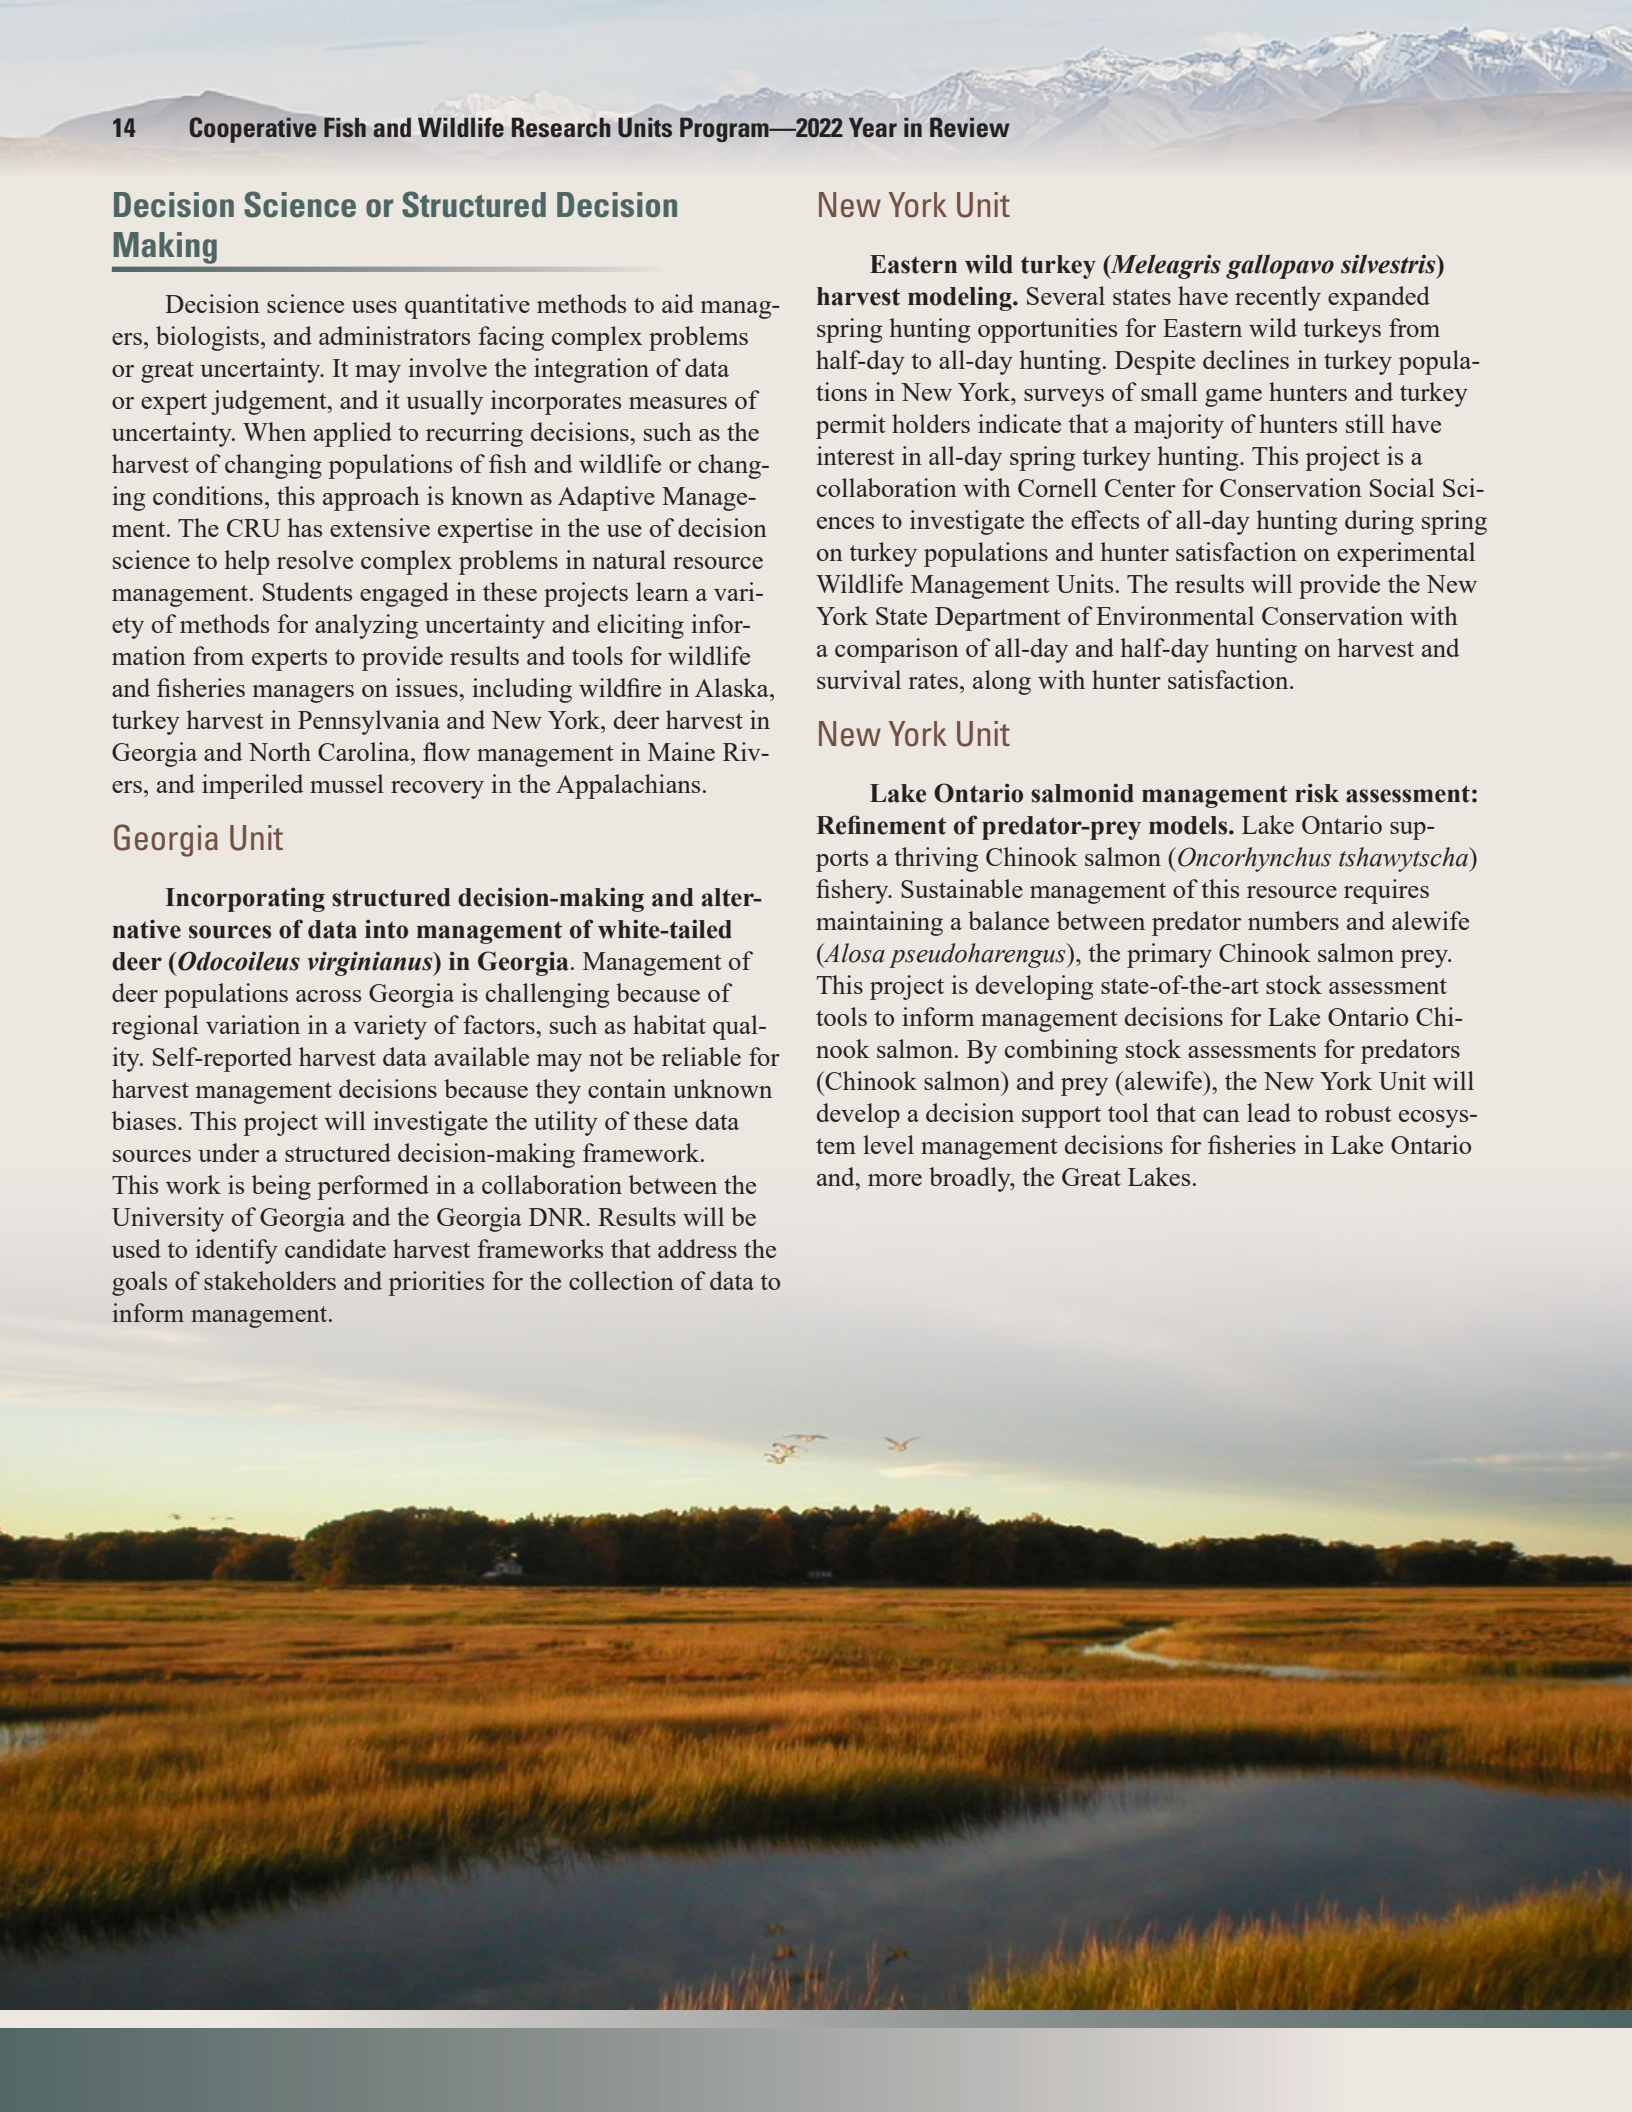 14 Cooperative Fish and Wildlife Research Units Program—2022 Year in Review
Decision Science or Structured Decision
Making
Decision science uses quantitative methods to aid manag-
ers, biologists, and administrators facing complex problems
or great uncertainty. It may involve the integration of data
or expert judgement, and it usually incorporates measures of
uncertainty. When applied to recurring decisions, such as the
harvest of changing populations of fish and wildlife or chang-
ing conditions, this approach is known as Adaptive Manage-
ment. The CRU has extensive expertise in the use of decision
science to help resolve complex problems in natural resource
management. Students engaged in these projects learn a vari-
ety of methods for analyzing uncertainty and eliciting infor-
mation from experts to provide results and tools for wildlife
and fisheries managers on issues, including wildfire in Alaska,
turkey harvest in Pennsylvania and New York, deer harvest in
Georgia and North Carolina, flow management in Maine Riv-
ers, and imperiled mussel recovery in the Appalachians.
Georgia Unit
Incorporating structured decision-making and alter-
native sources of data into management of white-tailed
deer (Odocoileus virginianus) in Georgia. Management of
deer populations across Georgia is challenging because of
regional variation in a variety of factors, such as habitat qual-
ity. Self-reported harvest data available may not be reliable for
harvest management decisions because they contain unknown
biases. This project will investigate the utility of these data
sources under a structured decision-making framework.
This work is being performed in a collaboration between the
University of Georgia and the Georgia DNR. Results will be
used to identify candidate harvest frameworks that address the
goals of stakeholders and priorities for the collection of data to
inform management.
New York Unit
Eastern wild turkey (Meleagris gallopavo silvestris)
harvest modeling. Several states have recently expanded
spring hunting opportunities for Eastern wild turkeys from
half-day to all-day hunting. Despite declines in turkey popula-
tions in New York, surveys of small game hunters and turkey
permit holders indicate that a majority of hunters still have
interest in all-day spring turkey hunting. This project is a
collaboration with Cornell Center for Conservation Social Sci-
ences to investigate the effects of all-day hunting during spring
on turkey populations and hunter satisfaction on experimental
Wildlife Management Units. The results will provide the New
York State Department of Environmental Conservation with
a comparison of all-day and half-day hunting on harvest and
survival rates, along with hunter satisfaction.
New York Unit
Lake Ontario salmonid management risk assessment:
Refinement of predator-prey models. Lake Ontario sup-
ports a thriving Chinook salmon (Oncorhynchus tshawytscha)
fishery. Sustainable management of this resource requires
maintaining a balance between predator numbers and alewife
(Alosa pseudoharengus), the primary Chinook salmon prey.
This project is developing state-of-the-art stock assessment
tools to inform management decisions for Lake Ontario Chi-
nook salmon. By combining stock assessments for predators
(Chinook salmon) and prey (alewife), the New York Unit will
develop a decision support tool that can lead to robust ecosys-
tem level management decisions for fisheries in Lake Ontario
and, more broadly, the Great Lakes.